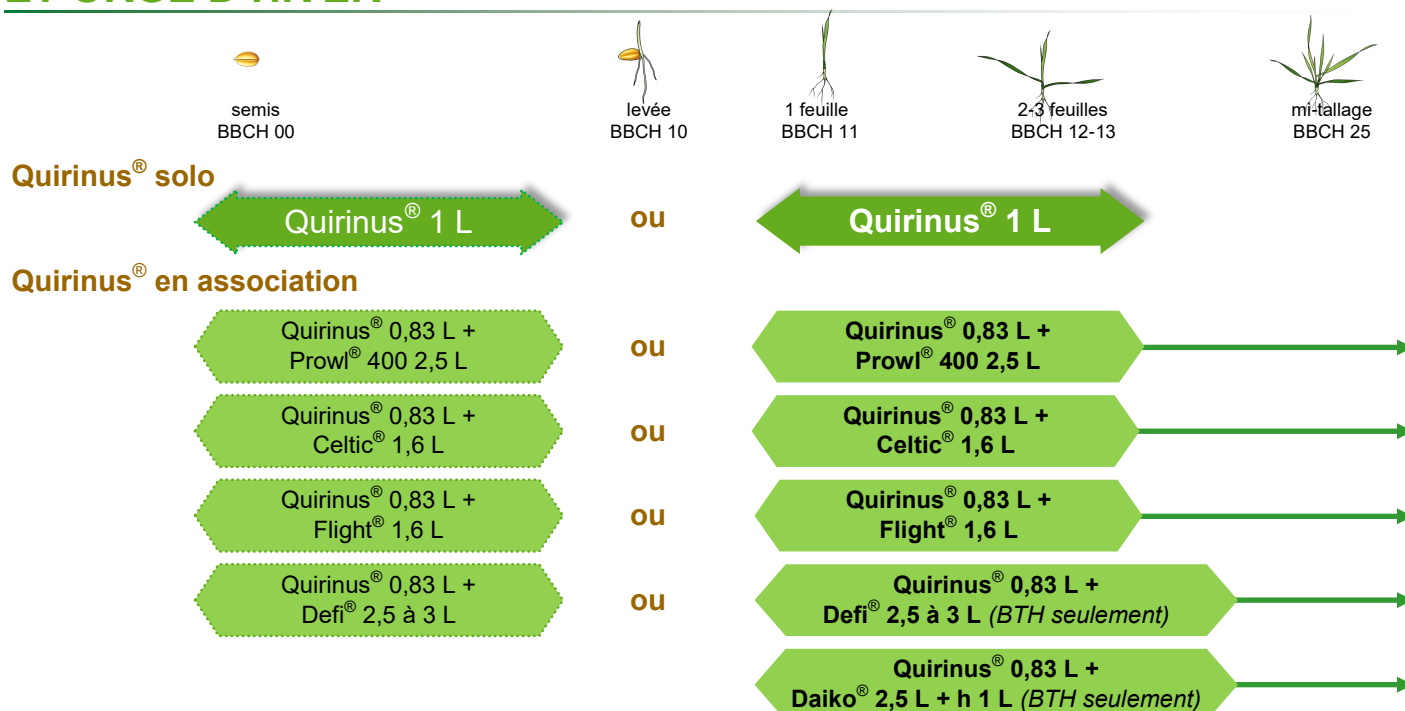 ET ORGE D'HIVER
semis
BBCH 00
levée
BBCH 10
1 feuille
BBCH 11
2-3 feuilles
BBCH 12-13
mi-tallage
BBCH 25
Quirinus® solo
Quirinus® 1 L
ou
Quirinus® 1 L
Quirinus® en association
Quirinus® 0,83 L +
Prowl® 400 2,5 L
ou
Quirinus® 0,83 L +
Prowl® 400 2,5 L
Quirinus® 0,83 L +
Celtic® 1,6 L
ou
Quirinus® 0,83 L +
Celtic® 1,6 L
Quirinus® 0,83 L +
Flight® 1,6 L
ou
Quirinus® 0,83 L +
Flight® 1,6 L
Quirinus® 0,83 L +
Defi® 2,5 à 3 L
ou
Quirinus® 0,83 L +
Defi® 2,5 à 3 L (BTH seulement)
Quirinus® 0,83 L +
Daiko® 2,5 L + h 1 L (BTH seulement)